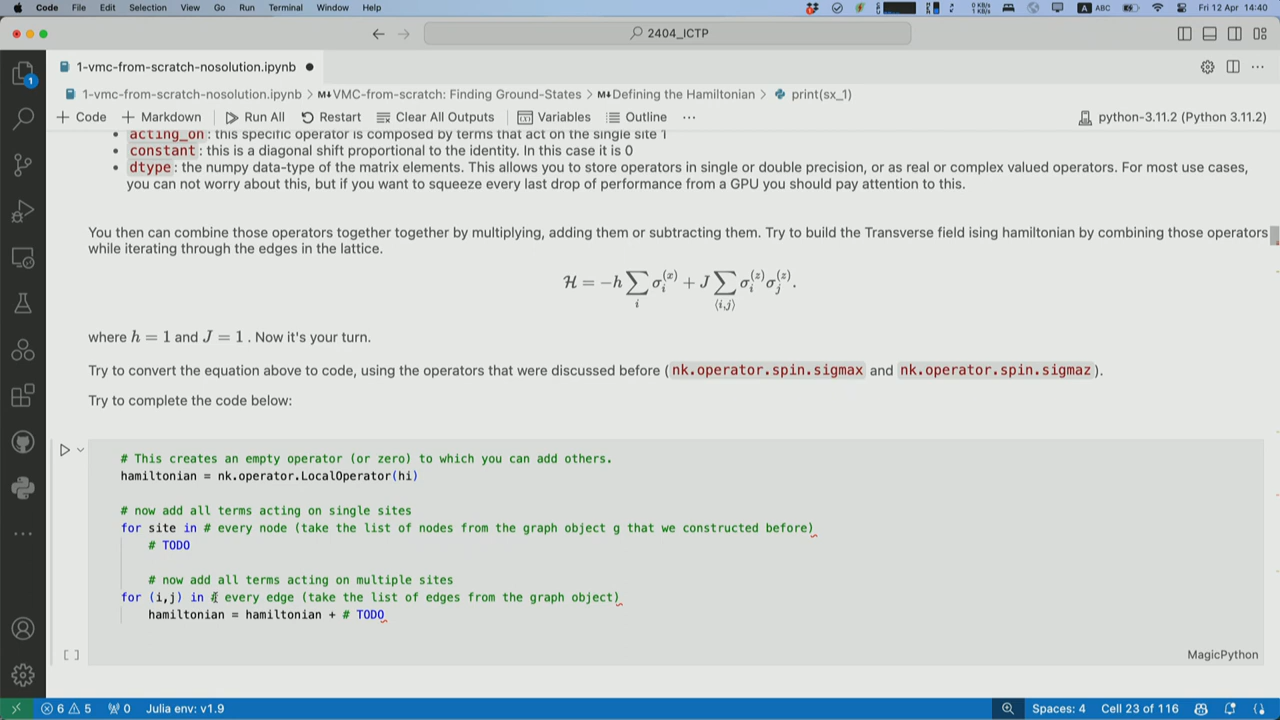 Code File Edit Selection View Go Run Terminal Window Help
0 KB/s
1 KB/s
A ABC
Fri 12 Apr 14:40
2404_ICTP
1-vmc-from-scratch-nosolution.ipynb
1-vmc-from-scratch-nosolution.ipynb > M↓VMC-from-scratch: Finding Ground-States > M↓Defining the Hamiltonian > print(sx_1)
+ Code + Markdown Run All Restart Clear All Outputs Variables Outline ··· python-3.11.2 (Python 3.11.2)
1
• acting_on: this specific operator is composed by terms that act on the single site 1
• constant: this is a diagonal shift proportional to the identity. In this case it is 0
• dtype: the numpy data-type of the matrix elements. This allows you to store operators in single or double precision, or as real or complex valued operators. For most use cases,
you can not worry about this, but if you want to squeeze every last drop of performance from a GPU you should pay attention to this.
You then can combine those operators together together by multiplying, adding them or subtracting them. Try to build the Transverse field ising hamiltonian by combining those operators
while iterating through the edges in the lattice.
H = −h ∑_i σ_i^(x) + J ∑_⟨i,j⟩ σ_i^(z) σ_j^(z).
where h = 1 and J = 1 . Now it's your turn.
Try to convert the equation above to code, using the operators that were discussed before ( nk.operator.spin.sigmax and nk.operator.spin.sigmaz ).
Try to complete the code below:
# This creates an empty operator (or zero) to which you can add others.
hamiltonian = nk.operator.LocalOperator(hi)
# now add all terms acting on single sites
for site in # every node (take the list of nodes from the graph object g that we constructed before)
# TODO
# now add all terms acting on multiple sites
for (i,j) in # every edge (take the list of edges from the graph object)
hamiltonian = hamiltonian + # TODO
[ ]
MagicPython
6 5 0 Julia env: v1.9 Spaces: 4 Cell 23 of 116